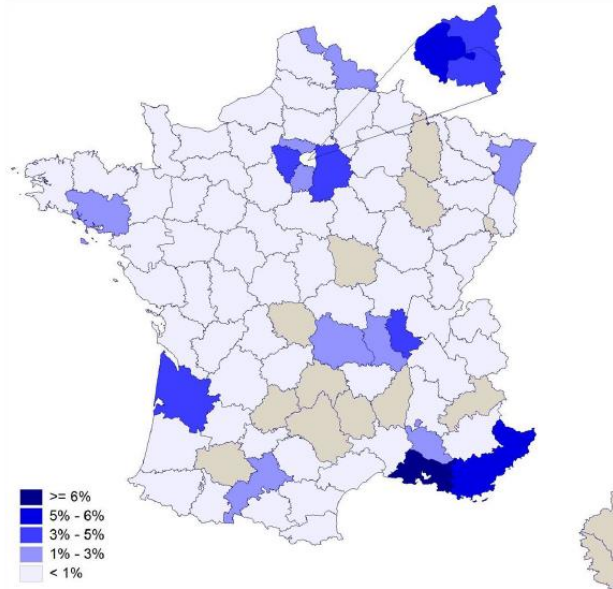 >= 6%
5% - 6%
3% - 5%
1% - 3%
< 1%